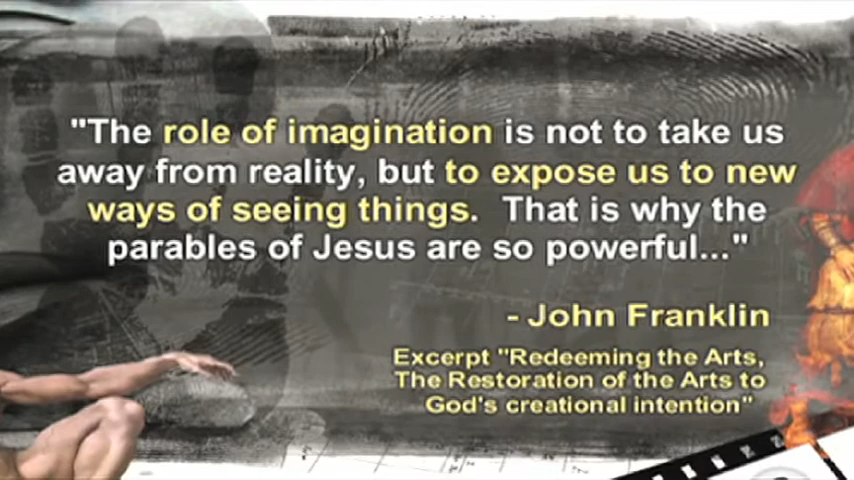 "The role of imagination is not to take us
away from reality, but to expose us to new
ways of seeing things.  That is why the
parables of Jesus are so powerful..."
- John Franklin
Excerpt "Redeeming the Arts,
The Restoration of the Arts to
God's creational intention"